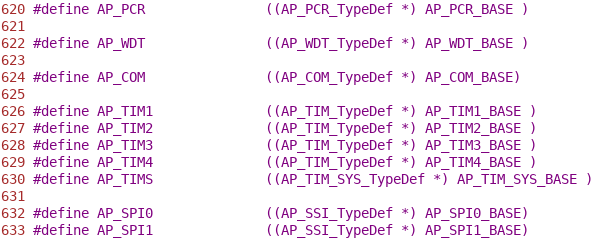 620 #define AP_PCR               ((AP_PCR_TypeDef *) AP_PCR_BASE )
621
622 #define AP_WDT               ((AP_WDT_TypeDef *) AP_WDT_BASE )
623
624 #define AP_COM               ((AP_COM_TypeDef *) AP_COM_BASE)
625
626 #define AP_TIM1              ((AP_TIM_TypeDef *) AP_TIM1_BASE )
627 #define AP_TIM2              ((AP_TIM_TypeDef *) AP_TIM2_BASE )
628 #define AP_TIM3              ((AP_TIM_TypeDef *) AP_TIM3_BASE )
629 #define AP_TIM4              ((AP_TIM_TypeDef *) AP_TIM4_BASE )
630 #define AP_TIMS              ((AP_TIM_SYS_TypeDef *) AP_TIM_SYS_BASE )
631
632 #define AP_SPI0              ((AP_SSI_TypeDef *) AP_SPI0_BASE)
633 #define AP_SPI1              ((AP_SSI_TypeDef *) AP_SPI1_BASE)